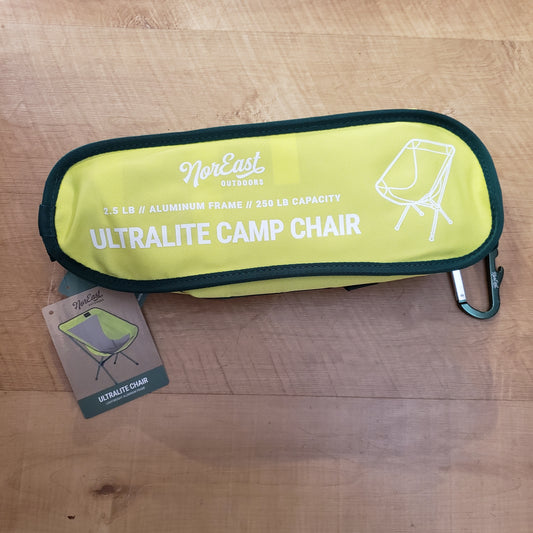 NorEast
OUTDOORS
2.5 LB // ALUMINUM FRAME // 250 LB CAPACITY
ULTRALITE CAMP CHAIR
NorEast
ULTRALITE CHAIR